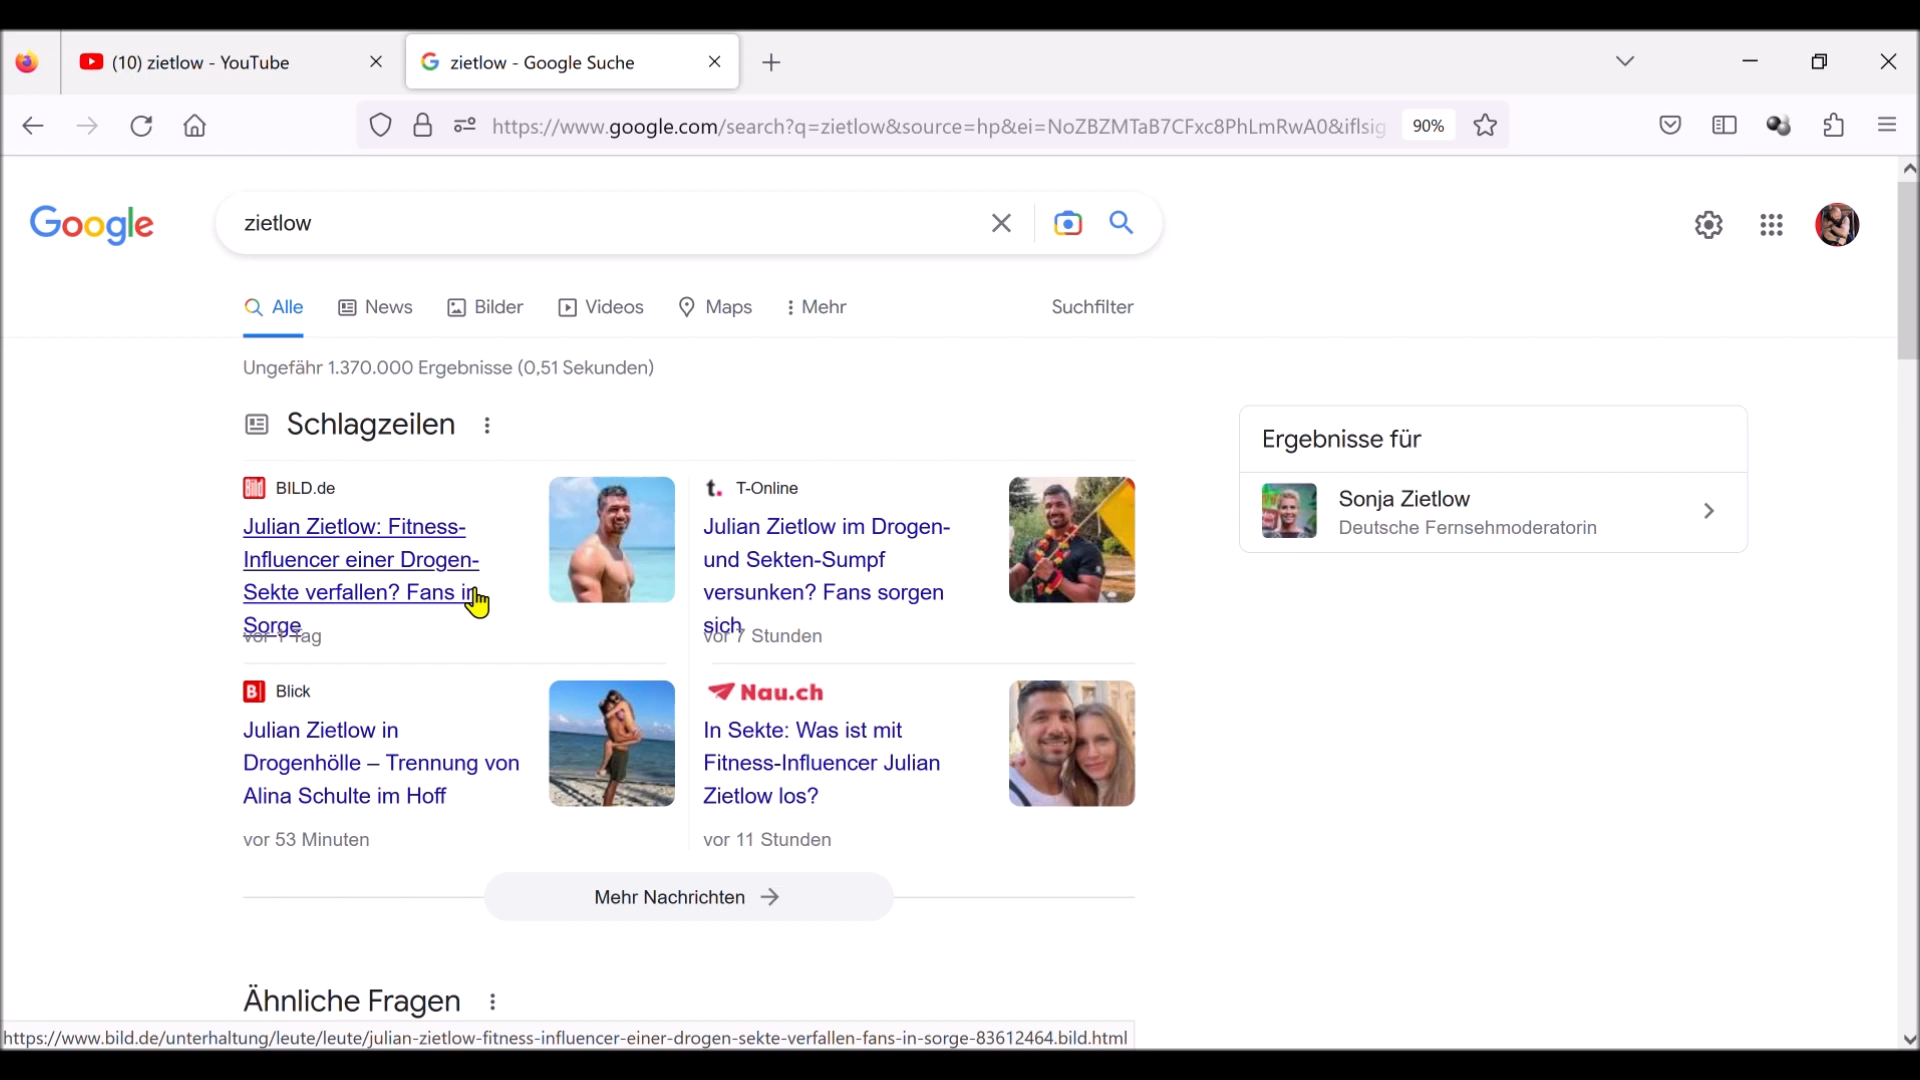 (10) zietlow - YouTube
zietlow - Google Suche
https://www.google.com/search?q=zietlow&source=hp&ei=NoZBZMTaB7CFxc8PhLmRwA0&iflsig
90%
Google
zietlow
Alle
News
Bilder
Videos
Maps
Mehr
Suchfilter
Ungefähr 1.370.000 Ergebnisse (0,51 Sekunden)
Schlagzeilen
Bild
BILD.de
Julian Zietlow: Fitness-
Influencer einer Drogen-
Sekte verfallen? Fans in
Sorge
vor 1 Tag
t. T-Online
Julian Zietlow im Drogen-
und Sekten-Sumpf
versunken? Fans sorgen
sich
vor 7 Stunden
B Blick
Julian Zietlow in
Drogenhölle – Trennung von
Alina Schulte im Hoff
vor 53 Minuten
Nau.ch
In Sekte: Was ist mit
Fitness-Influencer Julian
Zietlow los?
vor 11 Stunden
Mehr Nachrichten
Ergebnisse für
Sonja Zietlow
Deutsche Fernsehmoderatorin
Ähnliche Fragen
https://www.bild.de/unterhaltung/leute/leute/julian-zietlow-fitness-influencer-einer-drogen-sekte-verfallen-fans-in-sorge-83612464.bild.html